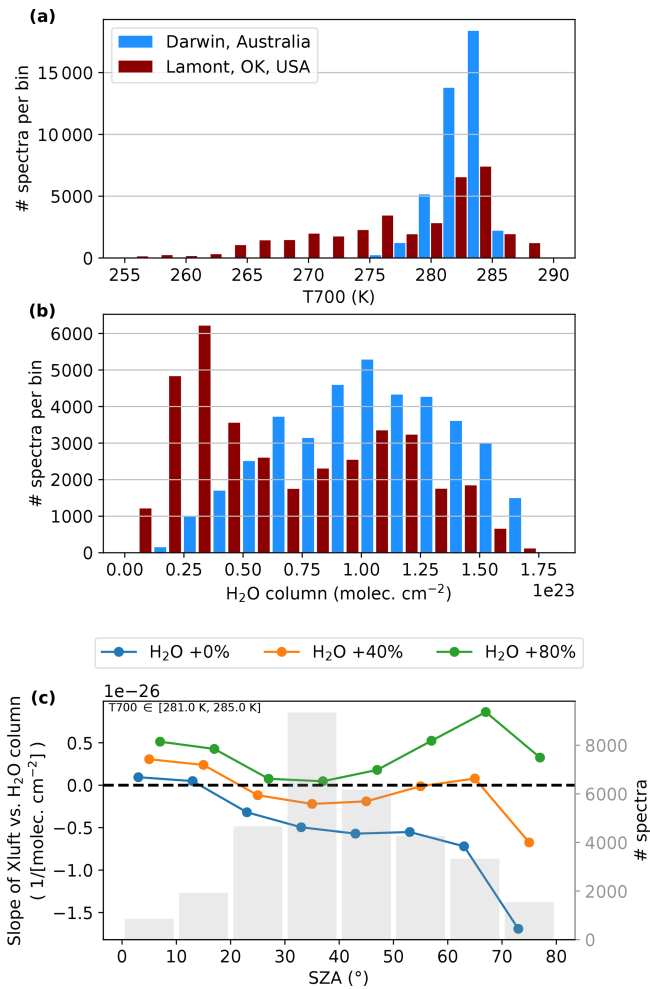 (a)
Darwin, Australia
Lamont, OK, USA
# spectra per bin
15 000
10 000
5000
0
255 260 265 270 275 280 285 290
T700 (K)
(b)
# spectra per bin
6000
5000
4000
3000
2000
1000
0
0.00 0.25 0.50 0.75 1.00 1.25 1.50 1.75
1e23
H₂O column (molec. cm⁻²)
H₂O +0% H₂O +40% H₂O +80%
(c)
1e−26
T700 ∈ [281.0 K, 285.0 K]
Slope of Xluft vs. H₂O column
( 1/[molec. cm⁻²] )
0.5
0.0
−0.5
−1.0
−1.5
8000
6000
4000
2000
0
# spectra
0 10 20 30 40 50 60 70 80
SZA (°)